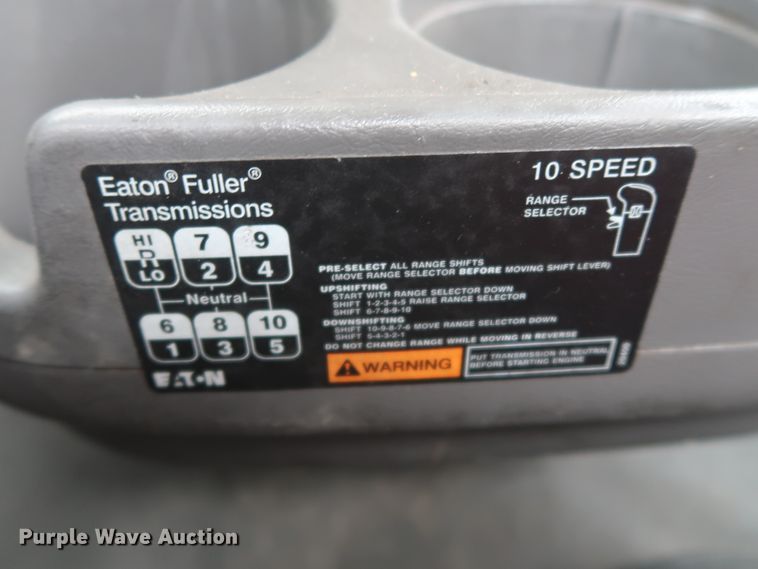 Eaton® Fuller®
Transmissions
10 SPEED
RANGE
SELECTOR
HI 7 9
R
LO 2 4
Neutral
6 8 10
1 3 5
EATON
PRE-SELECT ALL RANGE SHIFTS
(MOVE RANGE SELECTOR BEFORE MOVING SHIFT LEVER)
UPSHIFTING
START WITH RANGE SELECTOR DOWN
SHIFT 1-2-3-4-5 RAISE RANGE SELECTOR
SHIFT 6-7-8-9-10
DOWNSHIFTING
SHIFT 10-9-8-7-6 MOVE RANGE SELECTOR DOWN
SHIFT 5-4-3-2-1
DO NOT CHANGE RANGE WHILE MOVING IN REVERSE
WARNING
PUT TRANSMISSION IN NEUTRAL
BEFORE STARTING ENGINE
Purple Wave Auction